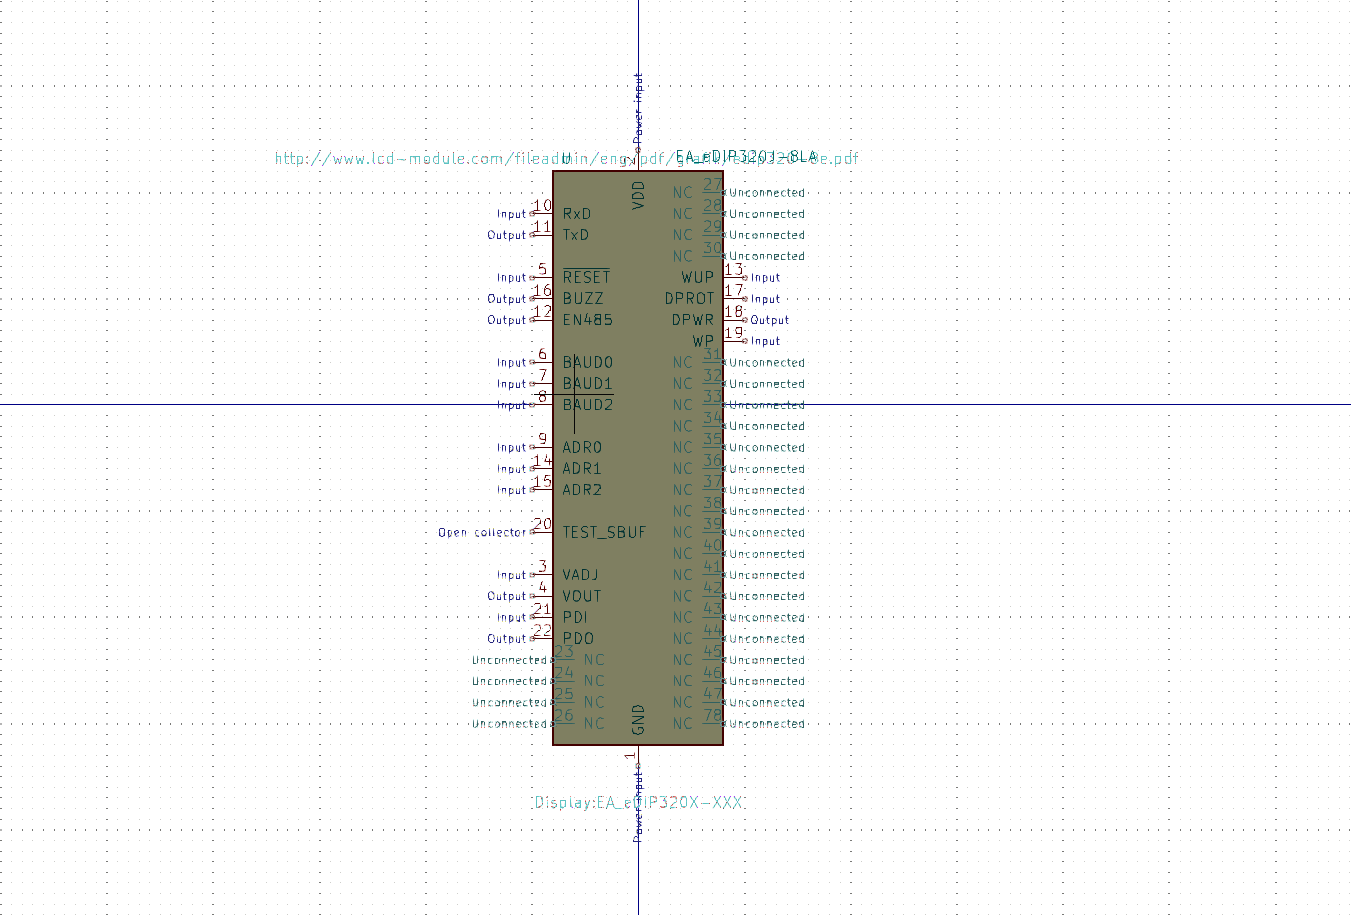 Power input
2
http://www.lcd-module.com/fileadmin/eng/pdf/grafik/edip320-8e.pdf
U
EA_eDIP320J-8LA
VDD
NC 27 Unconnected
Input 10 RxD NC 28 Unconnected
Output 11 TxD NC 29 Unconnected
NC 30 Unconnected
Input 5 RESET WUP 13 Input
Output 16 BUZZ DPROT 17 Input
Output 12 EN485 DPWR 18 Output
WP 19 Input
Input 6 BAUD0 NC 31 Unconnected
Input 7 BAUD1 NC 32 Unconnected
Input 8 BAUD2 NC 33 Unconnected
NC 34 Unconnected
Input 9 ADR0 NC 35 Unconnected
Input 14 ADR1 NC 36 Unconnected
Input 15 ADR2 NC 37 Unconnected
NC 38 Unconnected
Open collector 20 TEST_SBUF NC 39 Unconnected
NC 40 Unconnected
Input 3 VADJ NC 41 Unconnected
Output 4 VOUT NC 42 Unconnected
Input 21 PDI NC 43 Unconnected
Output 22 PDO NC 44 Unconnected
Unconnected 23 NC NC 45 Unconnected
Unconnected 24 NC NC 46 Unconnected
Unconnected 25 NC NC 47 Unconnected
Unconnected 26 NC NC 78 Unconnected
GND
1
Power input
Display:EA_eDIP320X-XXX